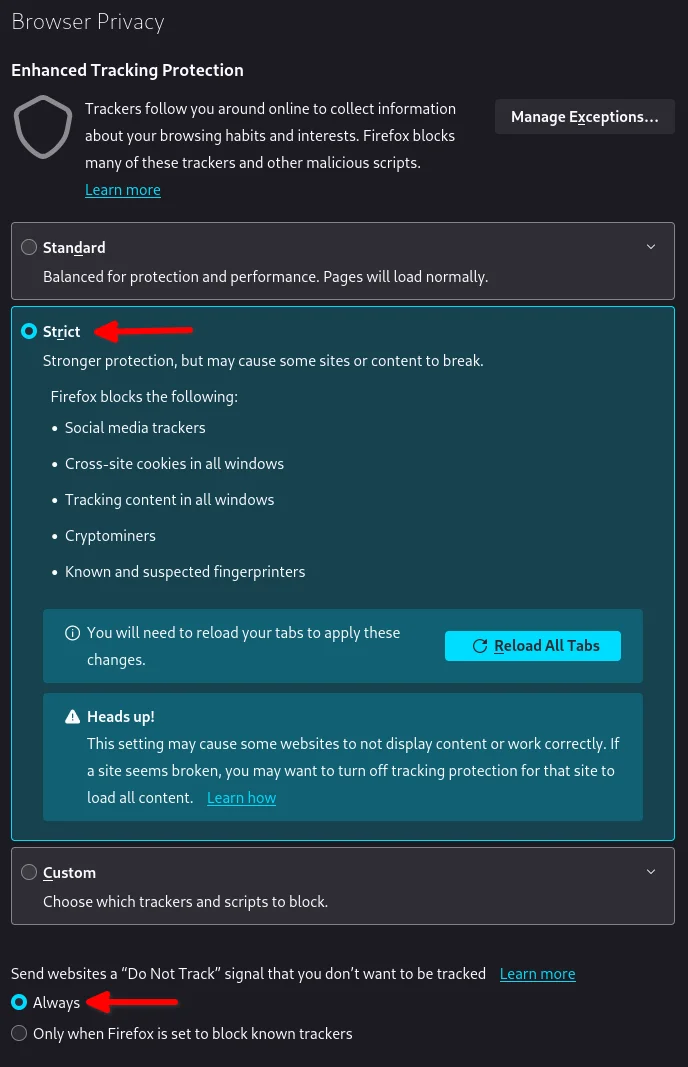 Browser Privacy
Enhanced Tracking Protection
Trackers follow you around online to collect information
about your browsing habits and interests. Firefox blocks
many of these trackers and other malicious scripts.
Learn more
Manage Exceptions…
Standard
Balanced for protection and performance. Pages will load normally.
Strict
Stronger protection, but may cause some sites or content to break.
Firefox blocks the following:
• Social media trackers
• Cross-site cookies in all windows
• Tracking content in all windows
• Cryptominers
• Known and suspected fingerprinters
You will need to reload your tabs to apply these
changes.
Reload All Tabs
Heads up!
This setting may cause some websites to not display content or work correctly. If
a site seems broken, you may want to turn off tracking protection for that site to
load all content. Learn how
Custom
Choose which trackers and scripts to block.
Send websites a “Do Not Track” signal that you don’t want to be tracked Learn more
Always
Only when Firefox is set to block known trackers